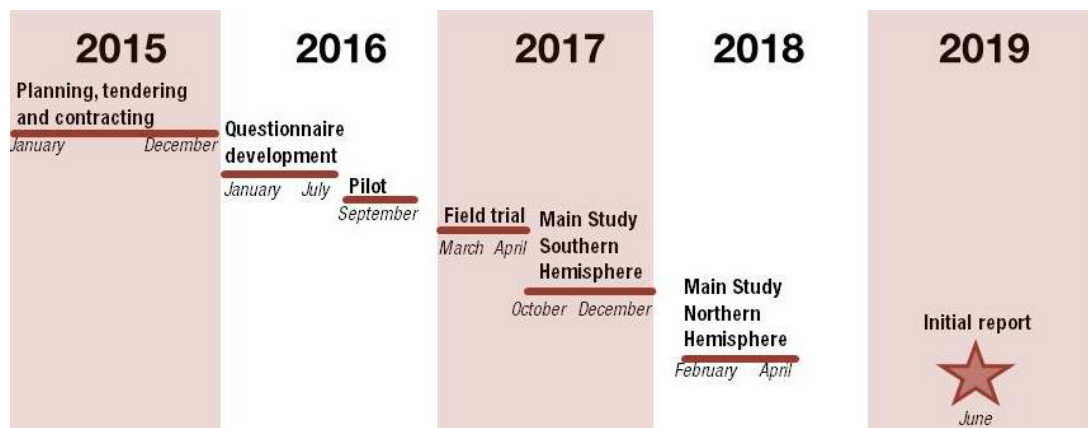 2015
2016
2017
2018
2019
Planning, tendering
and contracting
January December
Questionnaire
development
January July
Pilot
September
Field trial
March April
Main Study
Southern
Hemisphere
October December
Main Study
Northern
Hemisphere
February April
Initial report
June